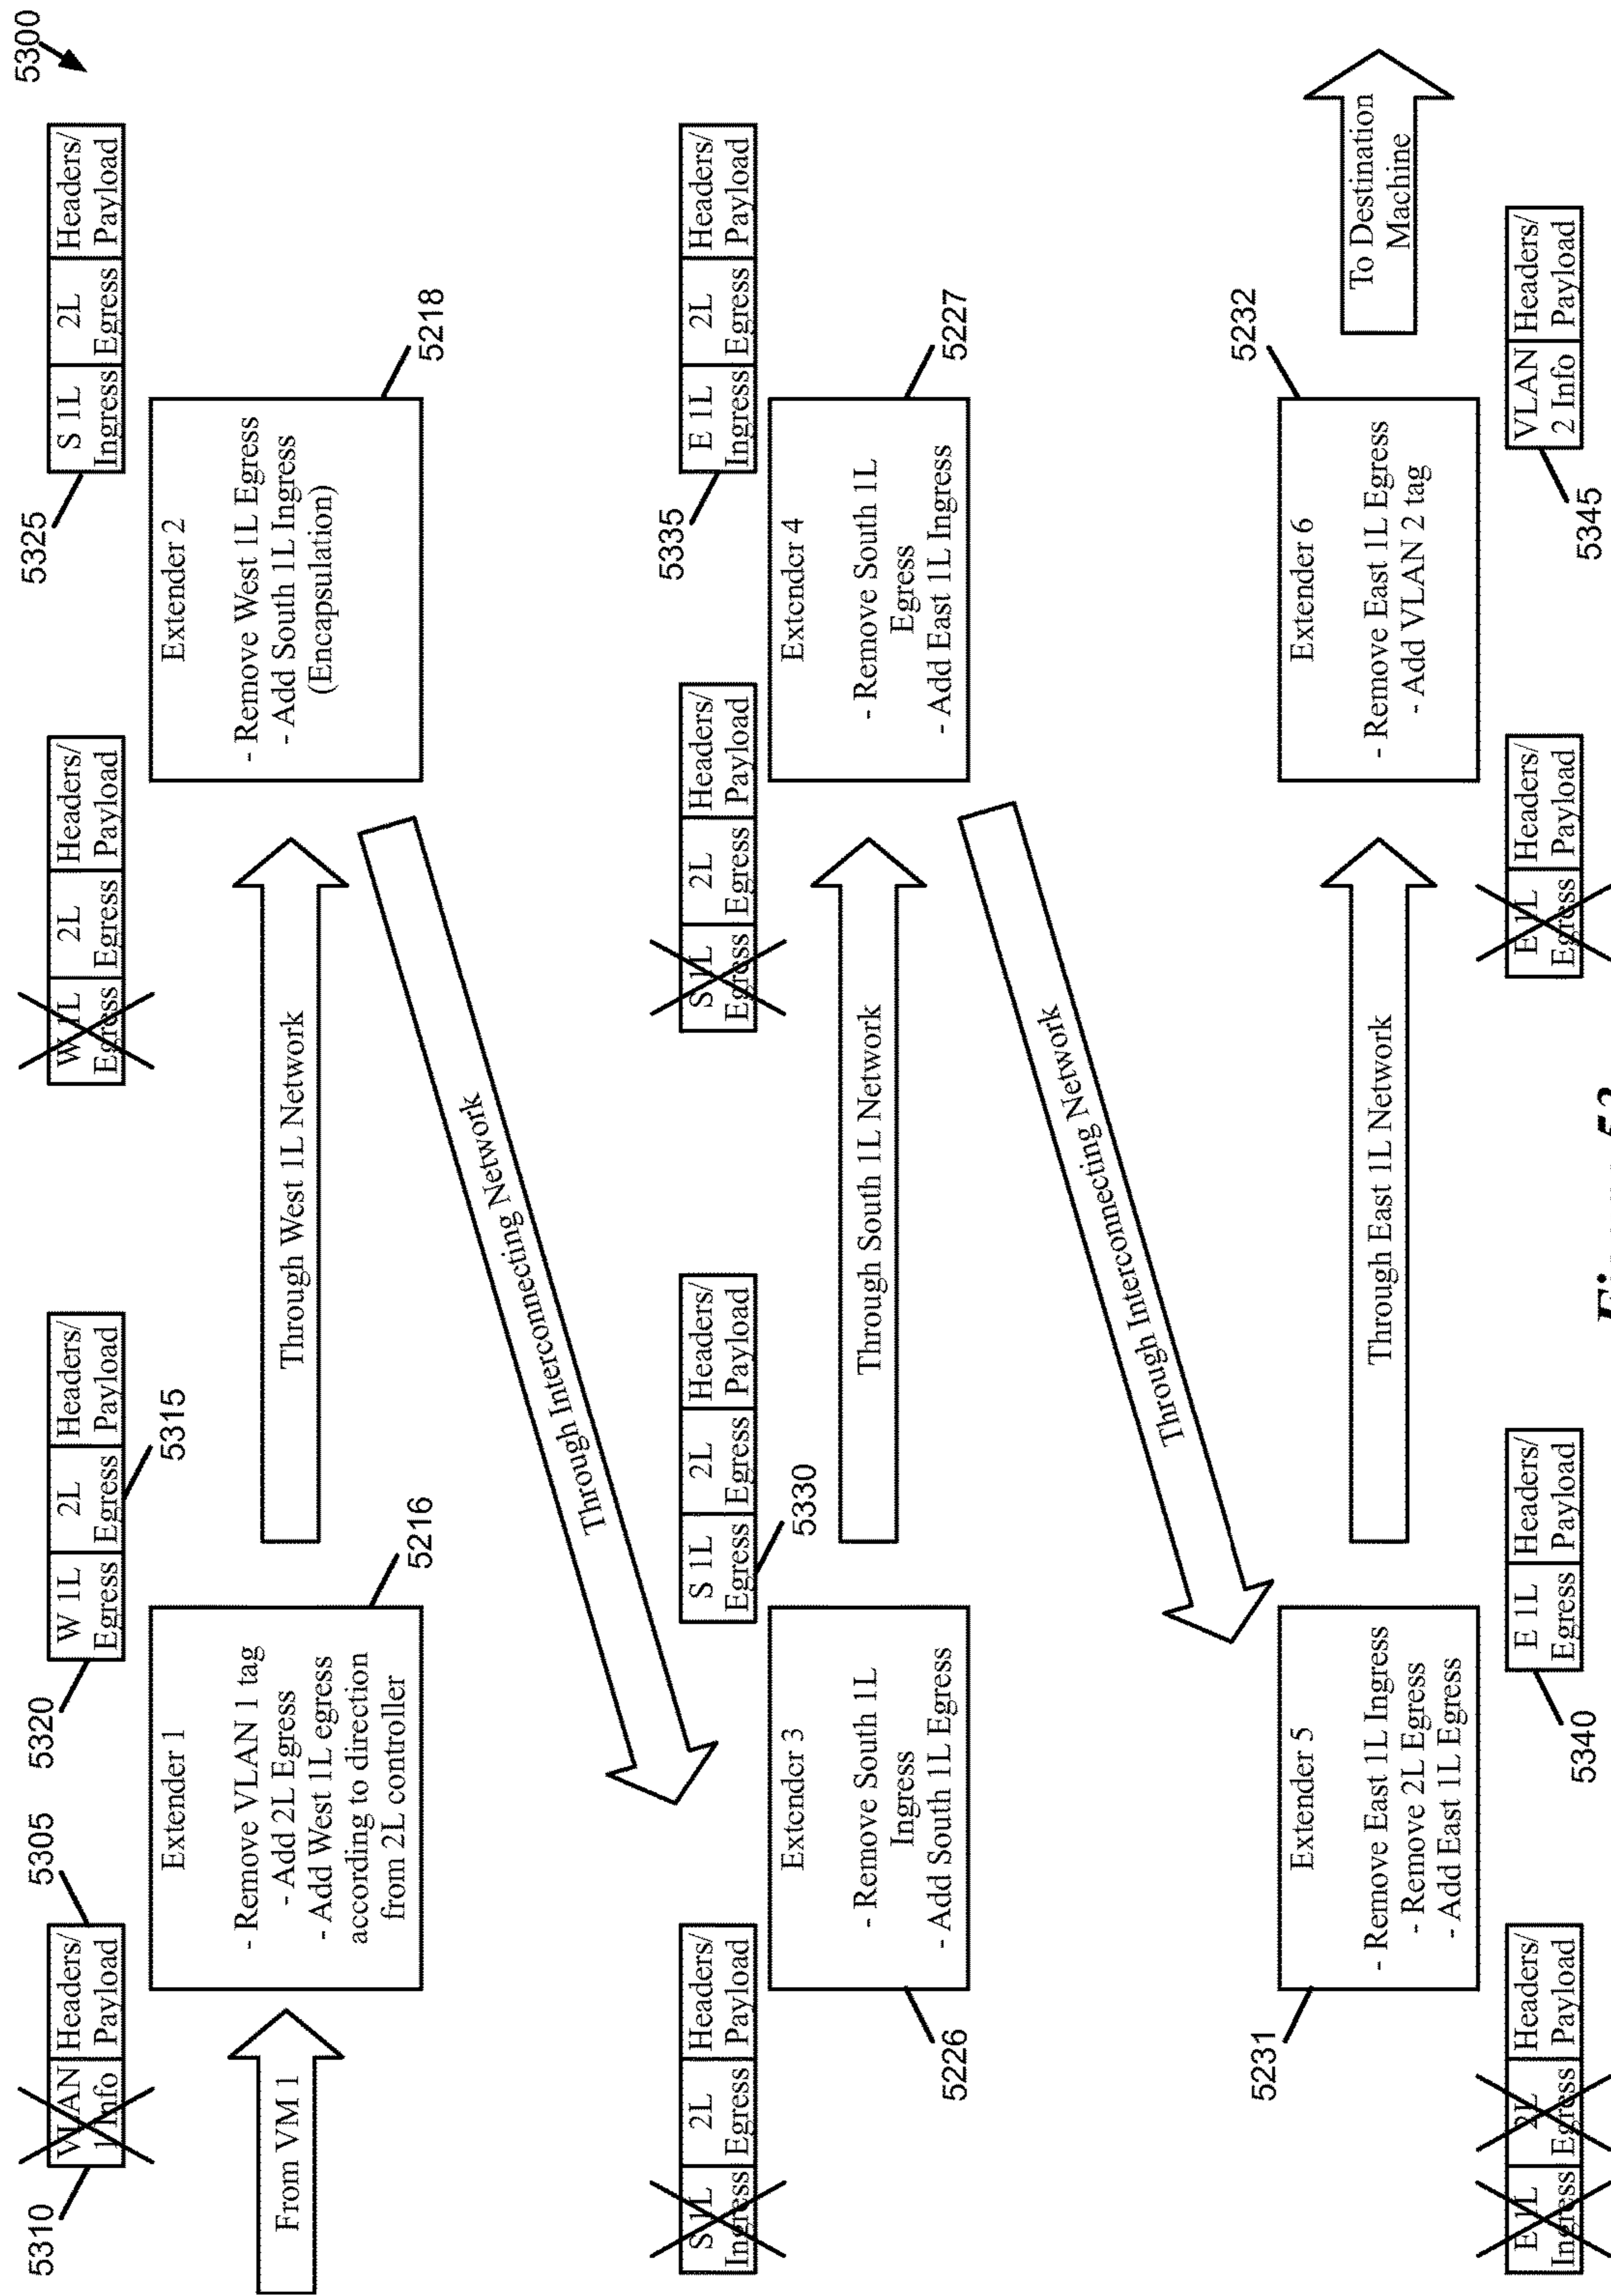 5300
5310
5305
5320
5315
5325
VLAN
1 Info
Headers/
Payload
W 1L
Egress
2L
Egress
Headers/
Payload
W 1L
Egress
2L
Egress
Headers/
Payload
S 1L
Ingress
2L
Egress
Headers/
Payload
From VM 1
Extender 1
- Remove VLAN 1 tag
- Add 2L Egress
- Add West 1L egress
according to direction
from 2L controller
5216
Through West 1L Network
Extender 2
- Remove West 1L Egress
- Add South 1L Ingress
(Encapsulation)
5218
Through Interconnecting Network
S 1L
Ingress
2L
Egress
Headers/
Payload
S 1L
Egress
2L
Egress
Headers/
Payload
5330
S 1L
Egress
2L
Egress
Headers/
Payload
5335
E 1L
Ingress
2L
Egress
Headers/
Payload
Extender 3
- Remove South 1L
Ingress
- Add South 1L Egress
5226
Through South 1L Network
Extender 4
- Remove South 1L
Egress
- Add East 1L Ingress
5227
Through Interconnecting Network
5231
Extender 5
- Remove East 1L Ingress
- Remove 2L Egress
- Add East 1L Egress
Through East 1L Network
5232
Extender 6
- Remove East 1L Egress
- Add VLAN 2 tag
To Destination
Machine
E 1L
Ingress
2L
Egress
Headers/
Payload
E 1L
Egress
Headers/
Payload
5340
E 1L
Egress
Headers/
Payload
VLAN
2 Info
Headers/
Payload
5345